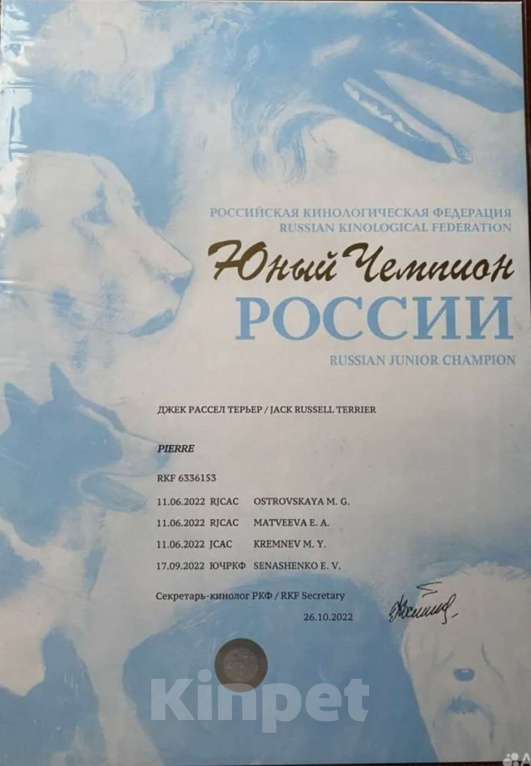 РОССИЙСКАЯ КИНОЛОГИЧЕСКАЯ ФЕДЕРАЦИЯ
RUSSIAN KINOLOGICAL FEDERATION
Юный Чемпион
РОССИИ
RUSSIAN JUNIOR CHAMPION
ДЖЕК РАССЕЛ ТЕРЬЕР / JACK RUSSELL TERRIER
PIERRE
RKF 6336153
11.06.2022 RJCAC OSTROVSKAYA M. G.
11.06.2022 RJCAC MATVEEVA E. A.
11.06.2022 JCAC KREMNEV M. Y.
17.09.2022 ЮЧРКФ SENASHENKO E. V.
Секретарь-кинолог РКФ / RKF Secretary
26.10.2022
Kinpet